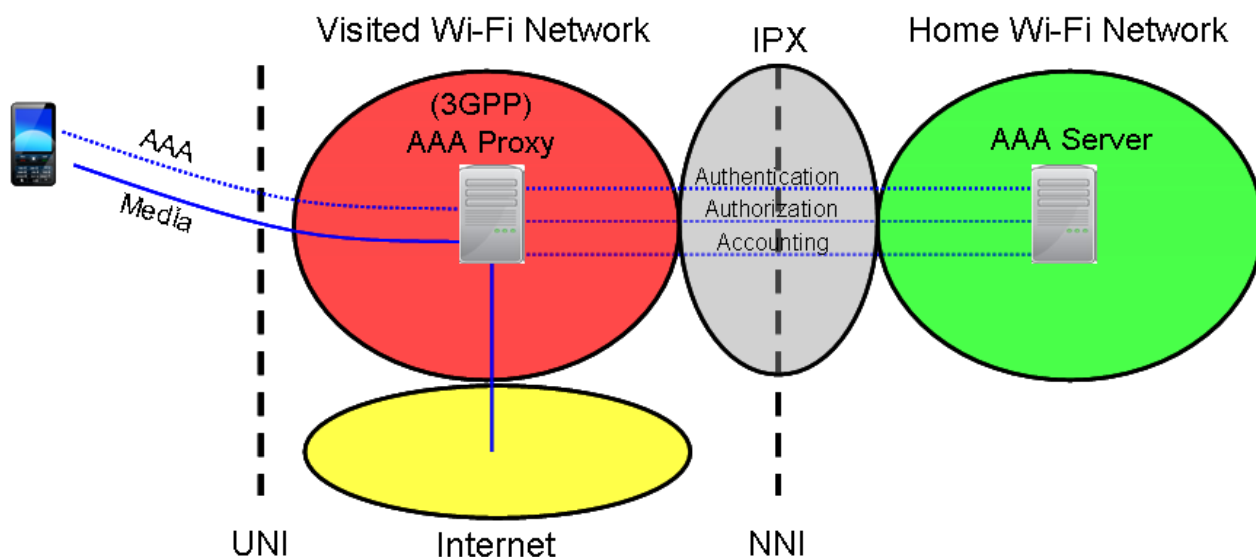 Visited Wi-Fi Network
IPX
Home Wi-Fi Network
(3GPP)
AAA Proxy
AAA Server
AAA
Media
Authentication
Authorization
Accounting
UNI
Internet
NNI